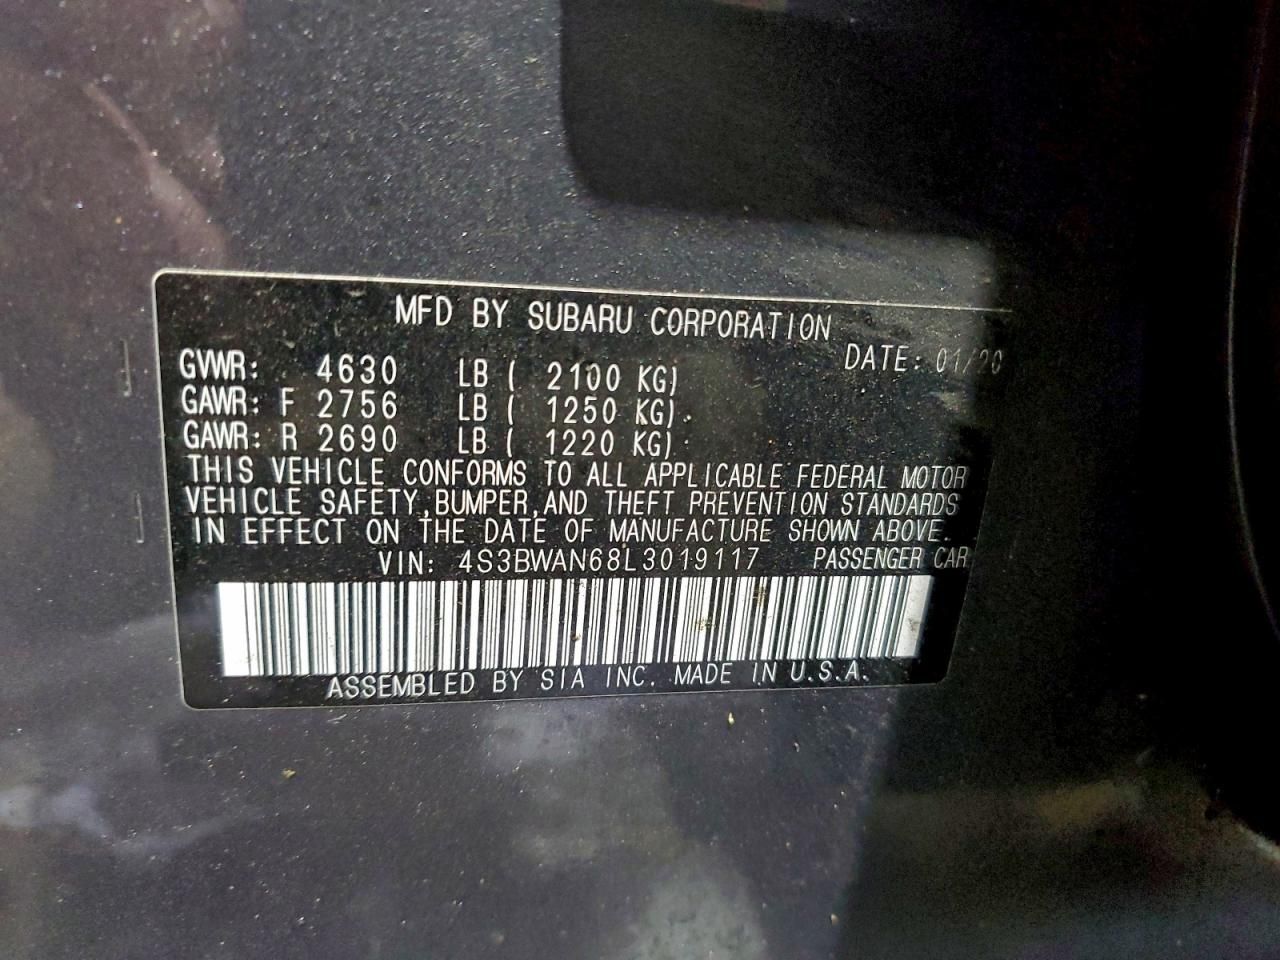 MFD BY SUBARU CORPORATION
DATE: 01/20
GVWR: 4630 LB ( 2100 KG)
GAWR: F 2756 LB ( 1250 KG)
GAWR: R 2690 LB ( 1220 KG)
THIS VEHICLE CONFORMS TO ALL APPLICABLE FEDERAL MOTOR
VEHICLE SAFETY,BUMPER,AND THEFT PREVENTION STANDARDS
IN EFFECT ON THE DATE OF MANUFACTURE SHOWN ABOVE.
VIN: 4S3BWAN68L3019117 PASSENGER CAR
ASSEMBLED BY SIA INC. MADE IN U.S.A.